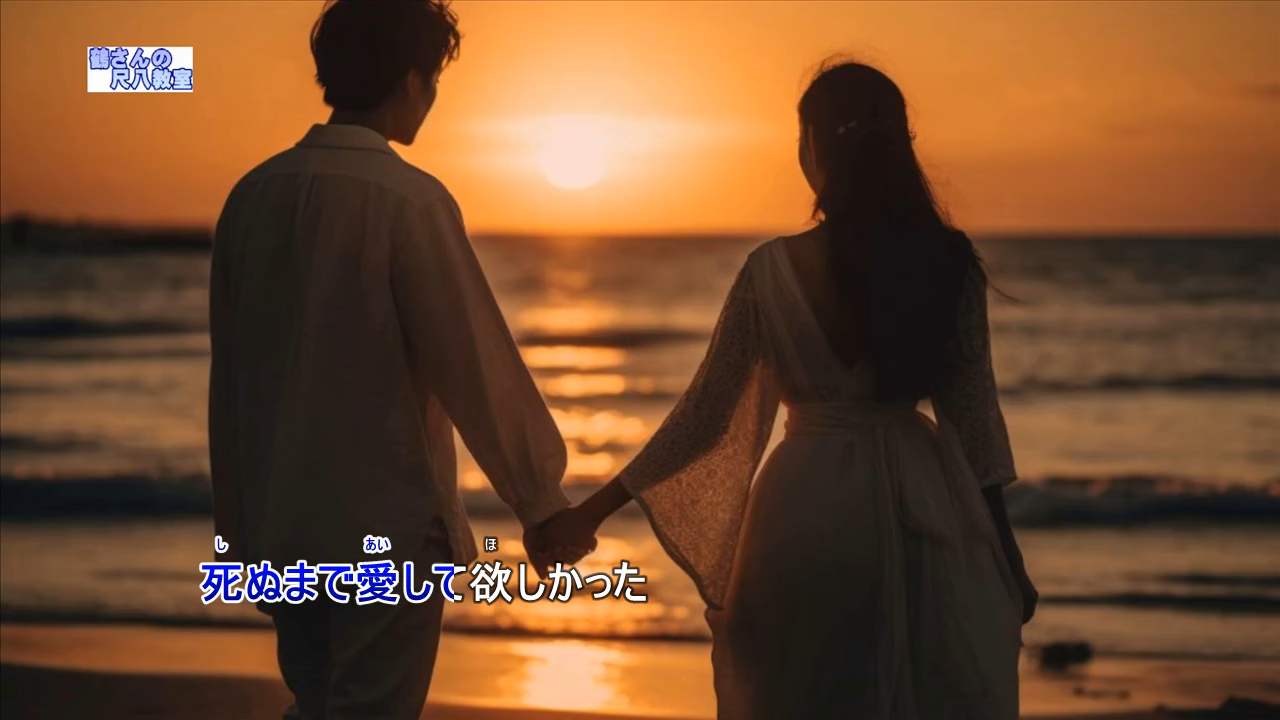 鶴さんの
尺八教室
し あい ほ
死ぬまで愛して欲しかった